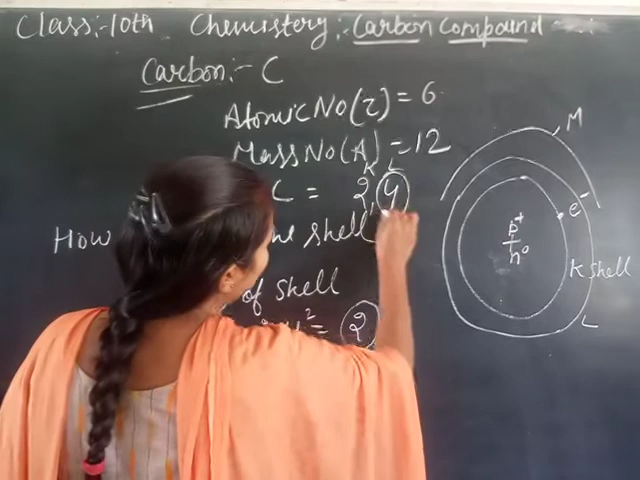 Class:-10th Chemistery:- Carbon Compound
Carbon:- C
Atomic No(z) = 6
Mass No(A) = 12
K L
C = 2,4
How shell
of shell
2 = 2
M
e-
p+
n°
K shell
L